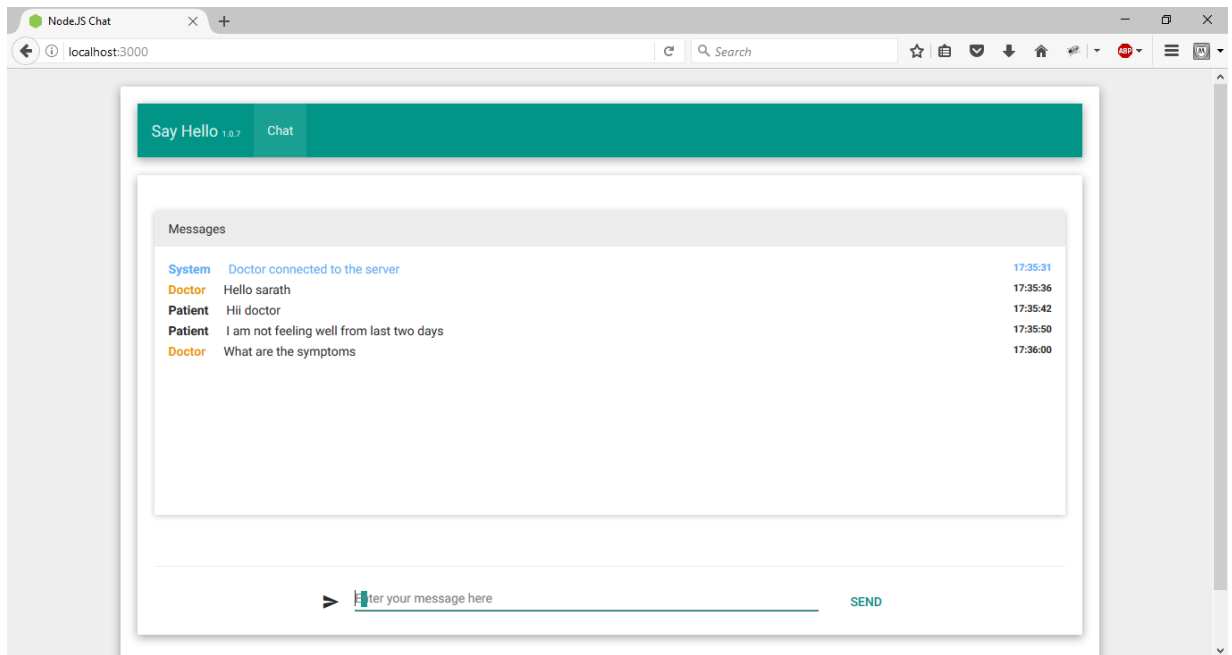 Node.JS Chat
localhost:3000
Search
ABP
M
Say Hello 1.0.7 Chat
Messages
System Doctor connected to the server 17:35:31
Doctor Hello sarath 17:35:36
Patient Hii doctor 17:35:42
Patient I am not feeling well from last two days 17:35:50
Doctor What are the symptoms 17:36:00
Enter your message here
SEND